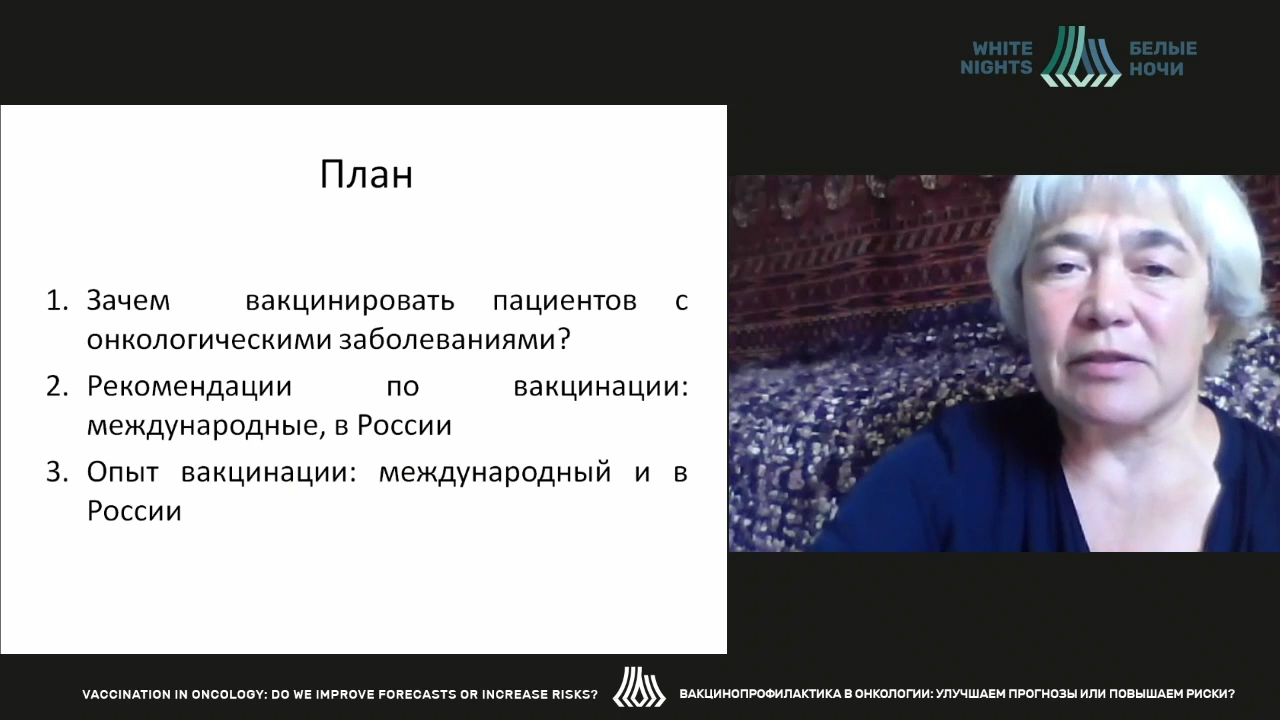 WHITE
NIGHTS
БЕЛЫЕ
НОЧИ
План
1. Зачем вакцинировать пациентов с
онкологическими заболеваниями?
2. Рекомендации по вакцинации:
международные, в России
3. Опыт вакцинации: международный и в
России
VACCINATION IN ONCOLOGY: DO WE IMPROVE FORECASTS OR INCREASE RISKS?
ВАКЦИНОПРОФИЛАКТИКА В ОНКОЛОГИИ: УЛУЧШАЕМ ПРОГНОЗЫ ИЛИ ПОВЫШАЕМ РИСКИ?